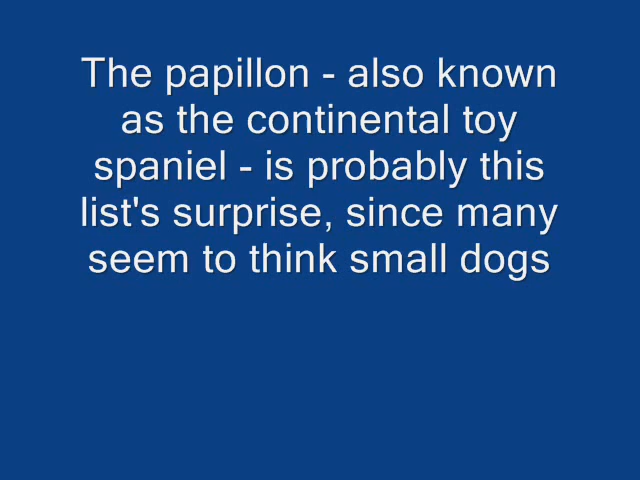 The papillon - also known
as the continental toy
spaniel - is probably this
list's surprise, since many
seem to think small dogs